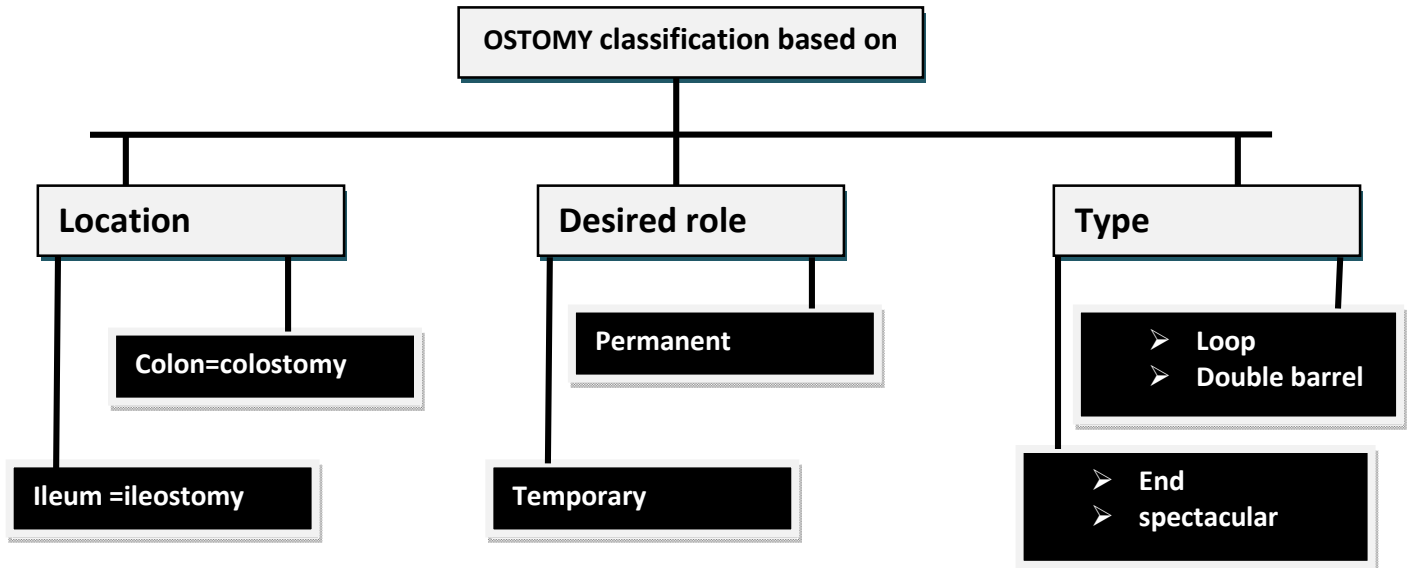 OSTOMY classification based on
Location
Desired role
Type
Colon=colostomy
Permanent
➢ Loop
➢ Double barrel
Ileum =ileostomy
Temporary
➢ End
➢ spectacular